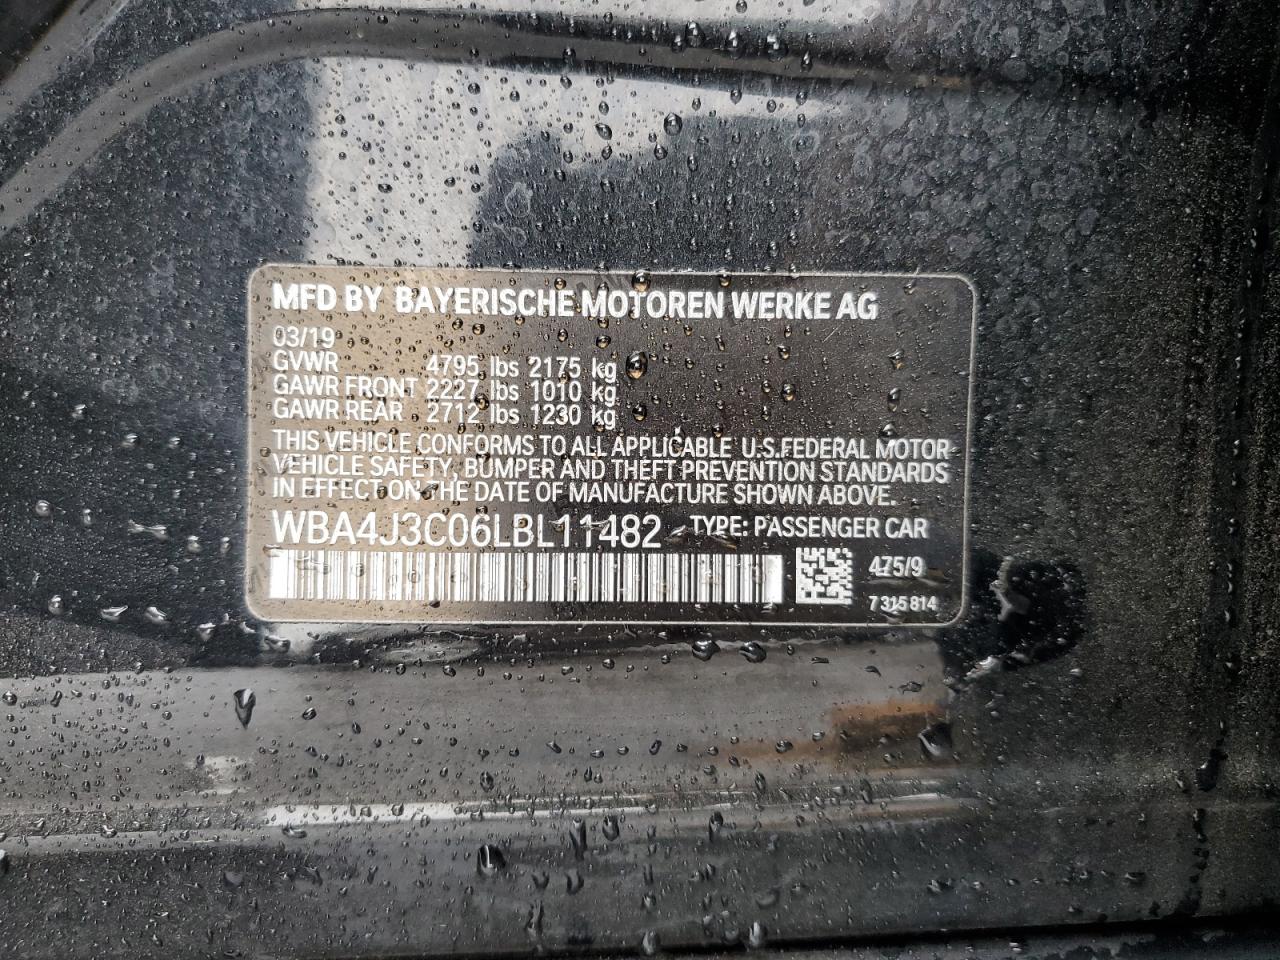 MFD BY BAYERISCHE MOTOREN WERKE AG
03/19
GVWR 4795 lbs 2175 kg
GAWR FRONT 2227 lbs 1010 kg
GAWR REAR 2712 lbs 1230 kg
THIS VEHICLE CONFORMS TO ALL APPLICABLE U.S.FEDERAL MOTOR
VEHICLE SAFETY, BUMPER AND THEFT PREVENTION STANDARDS
IN EFFECT ON THE DATE OF MANUFACTURE SHOWN ABOVE.
WBA4J3C06LBL11482 TYPE: PASSENGER CAR
475/9
7 315 814